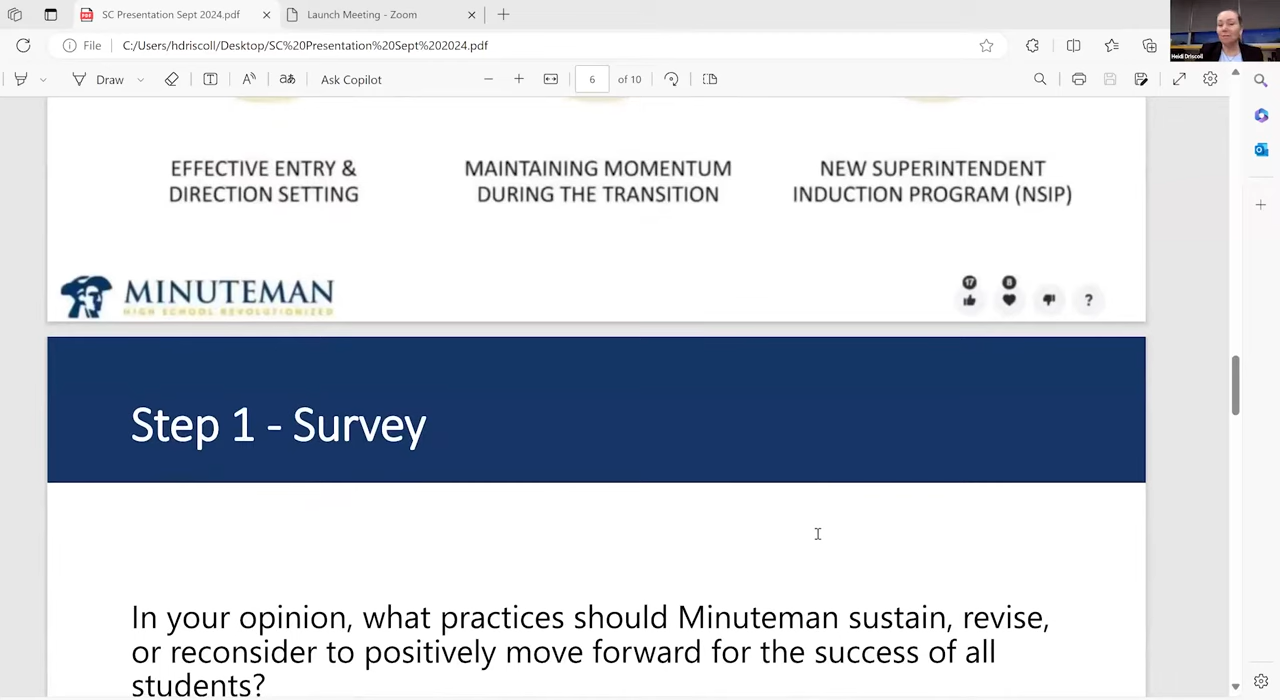 SC Presentation Sept 2024.pdf
Launch Meeting - Zoom
File
C:/Users/hdriscoll/Desktop/SC%20Presentation%20Sept%202024.pdf
Heidi Driscoll
Draw
Ask Copilot
6
of 10
EFFECTIVE ENTRY &
DIRECTION SETTING
MAINTAINING MOMENTUM
DURING THE TRANSITION
NEW SUPERINTENDENT
INDUCTION PROGRAM (NSIP)
MINUTEMAN
HIGH SCHOOL REVOLUTIONIZED
17
8
?
Step 1 - Survey
In your opinion, what practices should Minuteman sustain, revise,
or reconsider to positively move forward for the success of all
students?